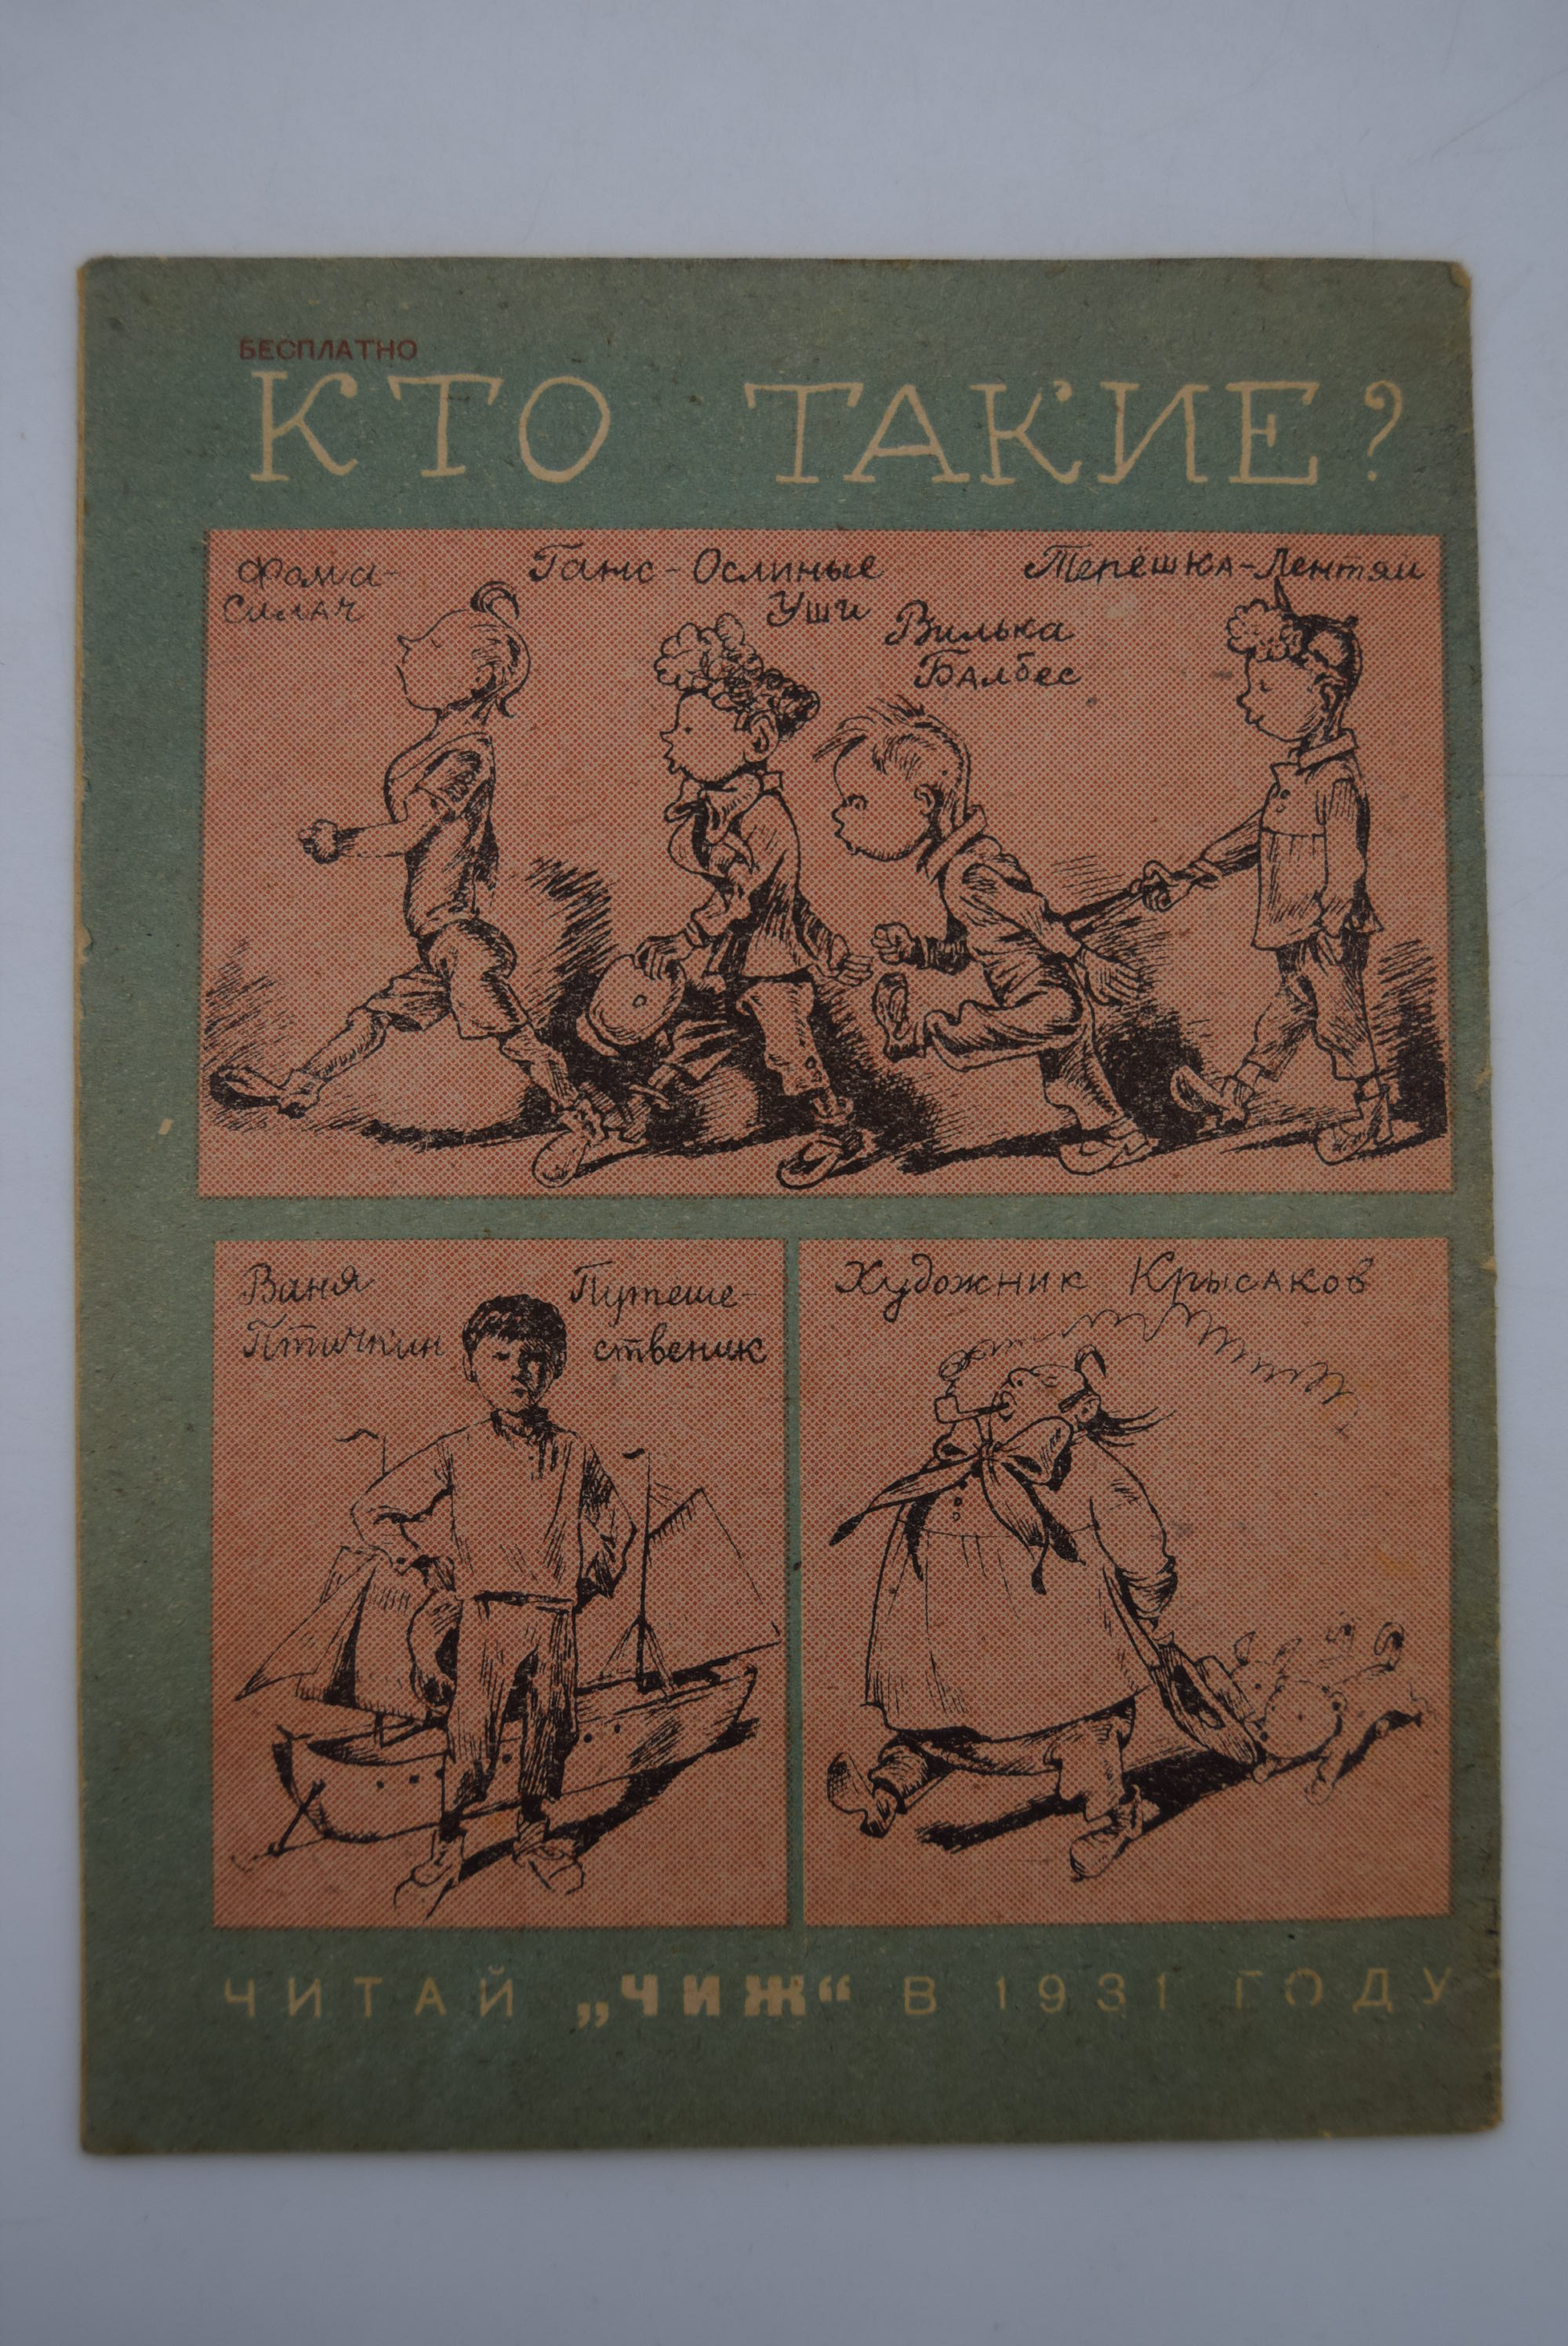 БЕСПЛАТНО
КТО ТАКИЕ?
Фома-
Силач
Ганс-Ослиные
Уши
Вилька
Балбес
Терёшка-Лентяй
Ваня
Птичкин
Путеше-
ственик
Художник Крысаков
ЧИТАЙ „ЧИЖ“ В 1931 ГОДУ